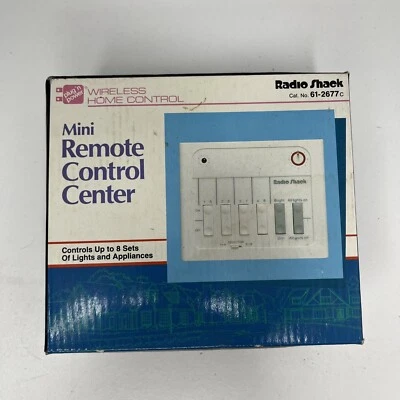 plug 'n power
WIRELESS
HOME CONTROL
Radio Shack
Cat. No. 61-2677C
Mini
Remote
Control
Center
Radio Shack
Controls Up to 8 Sets
Of Lights and Appliances